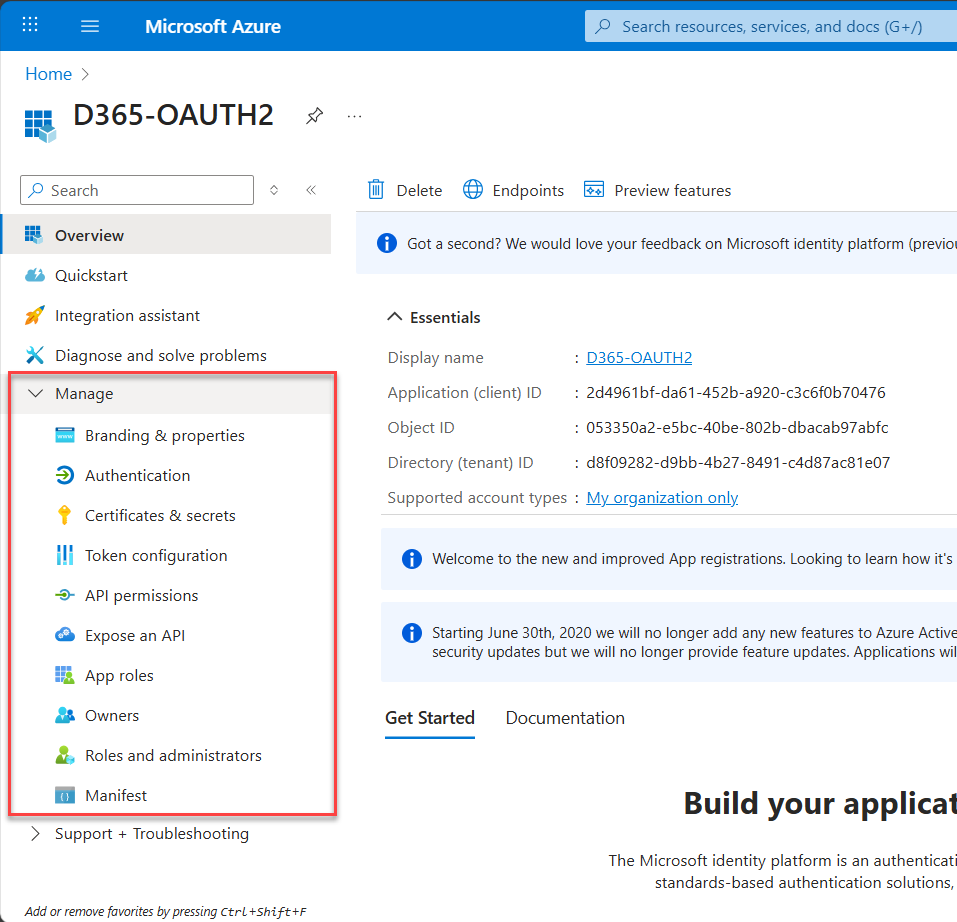 Microsoft Azure
Search resources, services, and docs (G+/)
Home
D365-OAUTH2
Search
Overview
Quickstart
Integration assistant
Diagnose and solve problems
Manage
Branding & properties
Authentication
Certificates & secrets
Token configuration
API permissions
Expose an API
App roles
Owners
Roles and administrators
Manifest
Support + Troubleshooting
Add or remove favorites by pressing Ctrl+Shift+F
Delete Endpoints Preview features
Got a second? We would love your feedback on Microsoft identity platform (previou
Essentials
Display name : D365-OAUTH2
Application (client) ID : 2d4961bf-da61-452b-a920-c3c6f0b70476
Object ID : 053350a2-e5bc-40be-802b-dbacab97abfc
Directory (tenant) ID : d8f09282-d9bb-4b27-8491-c4d87ac81e07
Supported account types : My organization only
Welcome to the new and improved App registrations. Looking to learn how it's
Starting June 30th, 2020 we will no longer add any new features to Azure Active
security updates but we will no longer provide feature updates. Applications wil
Get Started Documentation
Build your applicat
The Microsoft identity platform is an authenticati
standards-based authentication solutions,